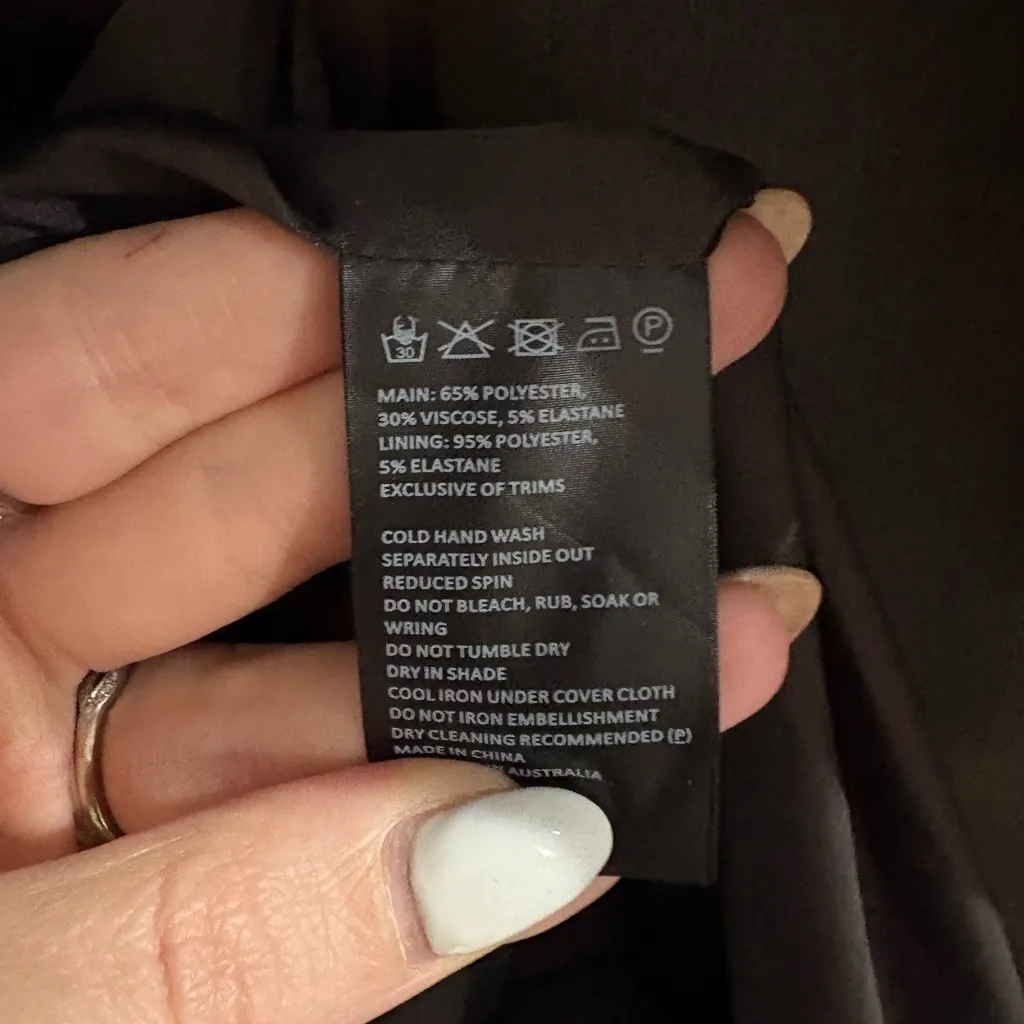 30 P
MAIN: 65% POLYESTER,
30% VISCOSE, 5% ELASTANE
LINING: 95% POLYESTER,
5% ELASTANE
EXCLUSIVE OF TRIMS
COLD HAND WASH
SEPARATELY INSIDE OUT
REDUCED SPIN
DO NOT BLEACH, RUB, SOAK OR
WRING
DO NOT TUMBLE DRY
DRY IN SHADE
COOL IRON UNDER COVER CLOTH
DO NOT IRON EMBELLISHMENT
DRY CLEANING RECOMMENDED (P)
MADE IN CHINA
AUSTRALIA